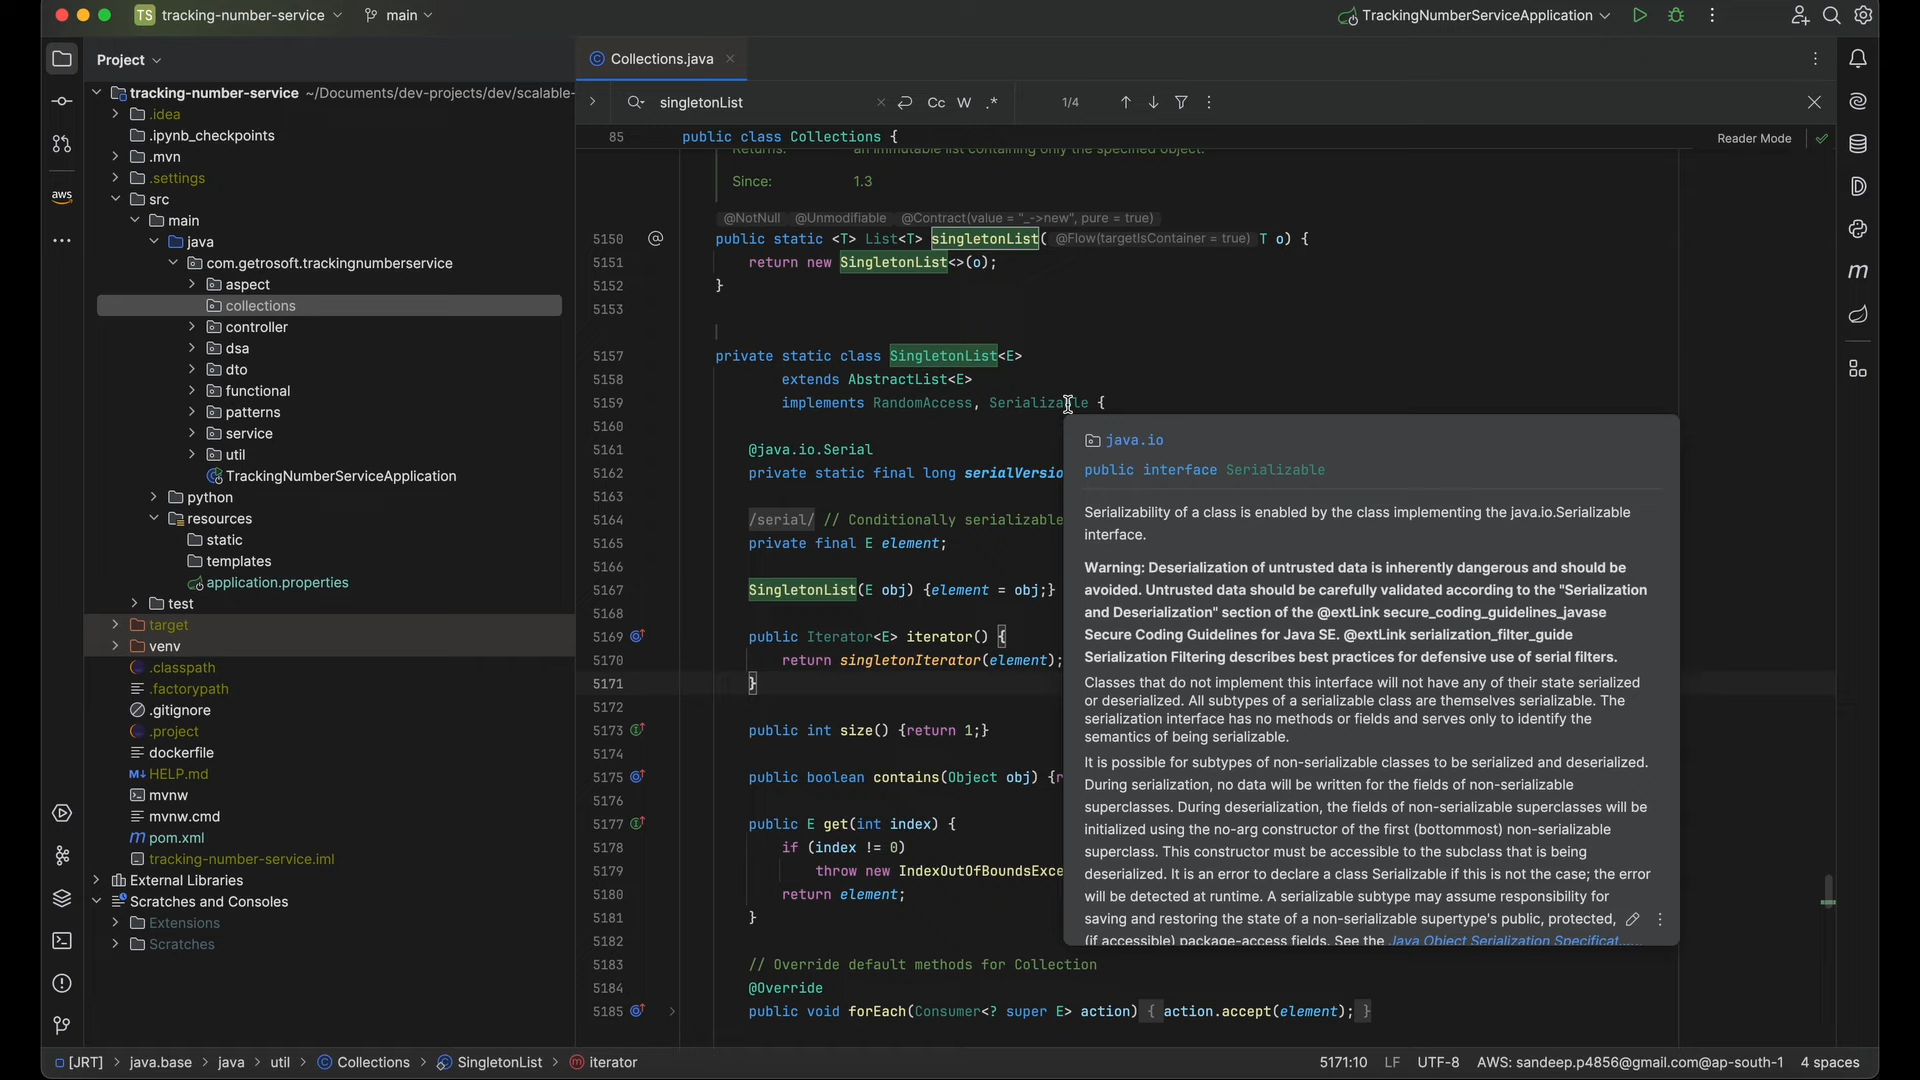 TS tracking-number-service main TrackingNumberServiceApplication
Project
Collections.java
tracking-number-service ~/Documents/dev-projects/dev/scalable-
.idea
.ipynb_checkpoints
.mvn
.settings
src
main
java
com.getrosoft.trackingnumberservice
aspect
collections
controller
dsa
dto
functional
patterns
service
util
TrackingNumberServiceApplication
python
resources
static
templates
application.properties
test
target
venv
.classpath
.factorypath
.gitignore
.project
dockerfile
HELP.md
mvnw
mvnw.cmd
pom.xml
tracking-number-service.iml
External Libraries
Scratches and Consoles
Extensions
Scratches
aws
singletonList Cc W .* 1/4
85 public class Collections {
Reader Mode
Returns: an immutable list containing only the specified object.
Since: 1.3
@NotNull @Unmodifiable @Contract(value = "_->new", pure = true)
5150 public static <T> List<T> singletonList( @Flow(targetIsContainer = true) T o) {
5151 return new SingletonList<>(o);
5152 }
5153
5157 private static class SingletonList<E>
5158 extends AbstractList<E>
5159 implements RandomAccess, Serializable {
5160
5161 @java.io.Serial
5162 private static final long serialVersio
5163
5164 /serial/ // Conditionally serializable
5165 private final E element;
5166
5167 SingletonList(E obj) {element = obj;}
5168
5169 public Iterator<E> iterator() {
5170 return singletonIterator(element);
5171 }
5172
5173 public int size() {return 1;}
5174
5175 public boolean contains(Object obj) {r
5176
5177 public E get(int index) {
5178 if (index != 0)
5179 throw new IndexOutOfBoundsExce
5180 return element;
5181 }
5182
5183 // Override default methods for Collection
5184 @Override
5185 public void forEach(Consumer<? super E> action) { action.accept(element); }
java.io
public interface Serializable
Serializability of a class is enabled by the class implementing the java.io.Serializable
interface.
Warning: Deserialization of untrusted data is inherently dangerous and should be
avoided. Untrusted data should be carefully validated according to the "Serialization
and Deserialization" section of the @extLink secure_coding_guidelines_javase
Secure Coding Guidelines for Java SE. @extLink serialization_filter_guide
Serialization Filtering describes best practices for defensive use of serial filters.
Classes that do not implement this interface will not have any of their state serialized
or deserialized. All subtypes of a serializable class are themselves serializable. The
serialization interface has no methods or fields and serves only to identify the
semantics of being serializable.
It is possible for subtypes of non-serializable classes to be serialized and deserialized.
During serialization, no data will be written for the fields of non-serializable
superclasses. During deserialization, the fields of non-serializable superclasses will be
initialized using the no-arg constructor of the first (bottommost) non-serializable
superclass. This constructor must be accessible to the subclass that is being
deserialized. It is an error to declare a class Serializable if this is not the case; the error
will be detected at runtime. A serializable subtype may assume responsibility for
saving and restoring the state of a non-serializable supertype's public, protected,
(if accessible) package-access fields. See the Java Object Serialization Specificat......
[JRT] > java.base > java > util > Collections > SingletonList > iterator 5171:10 LF UTF-8 AWS: sandeep.p4856@gmail.com@ap-south-1 4 spaces